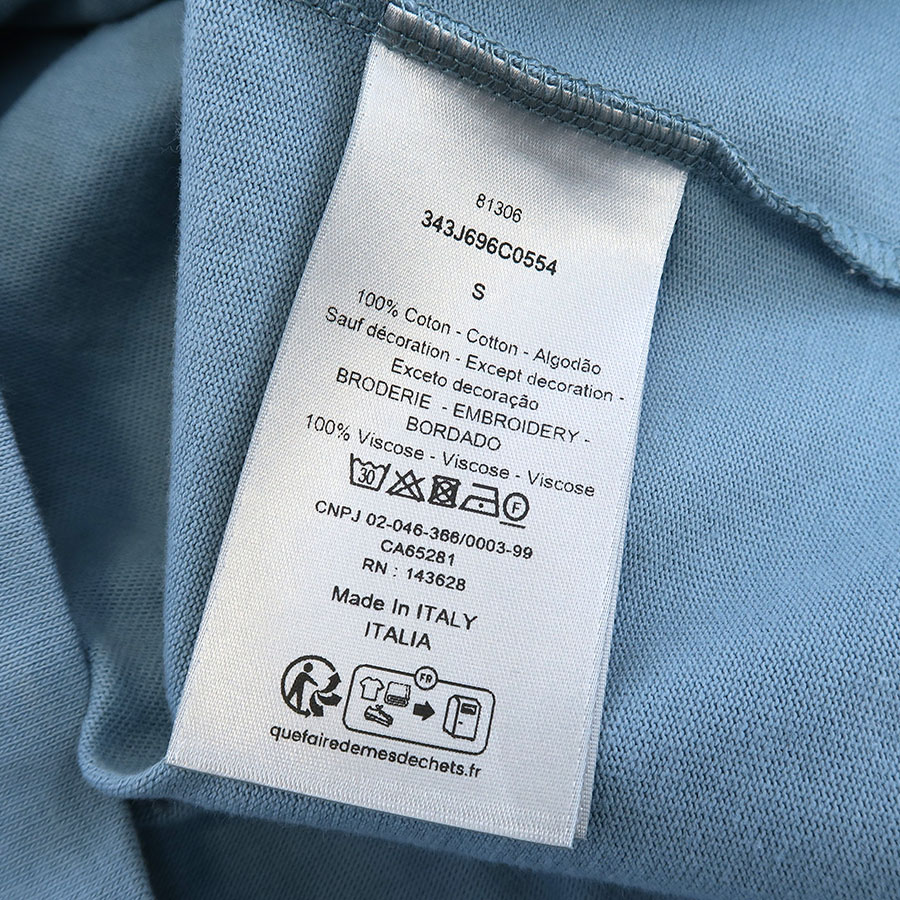 81306
343J696C0554
S
100% Coton - Cotton - Algodão
Sauf décoration - Except decoration -
Exceto decoração
BRODERIE - EMBROIDERY -
BORDADO
100% Viscose - Viscose - Viscose
30 F
CNPJ 02-046-366/0003-99
CA65281
RN : 143628
Made In ITALY
ITALIA
FR
quefairedemesdechets.fr